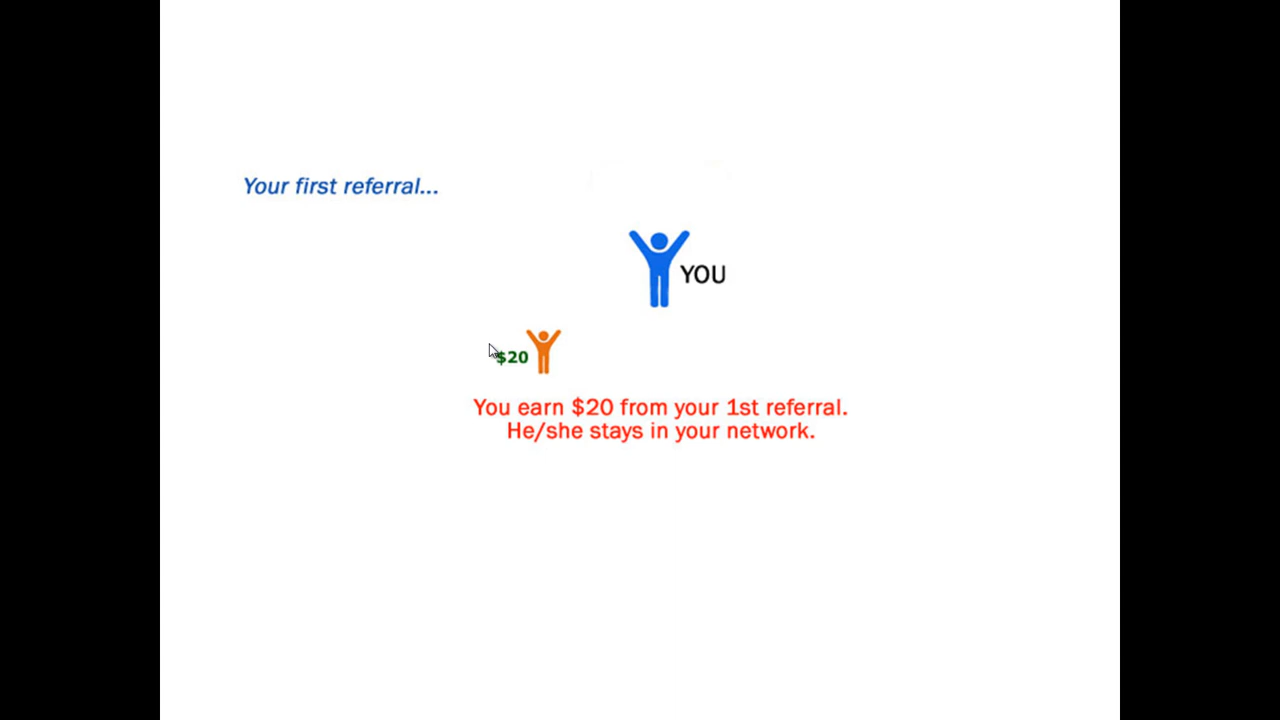 Your first referral...
YOU
$20
You earn $20 from your 1st referral.
He/she stays in your network.